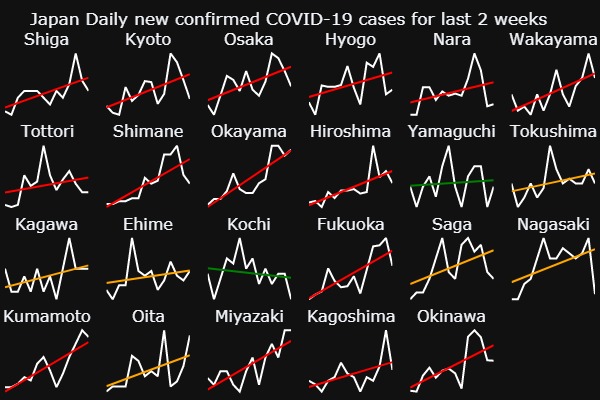 Japan Daily new confirmed COVID-19 cases for last 2 weeks
Shiga Kyoto Osaka Hyogo Nara Wakayama
Tottori Shimane Okayama Hiroshima Yamaguchi Tokushima
Kagawa Ehime Kochi Fukuoka Saga Nagasaki
Kumamoto Oita Miyazaki Kagoshima Okinawa